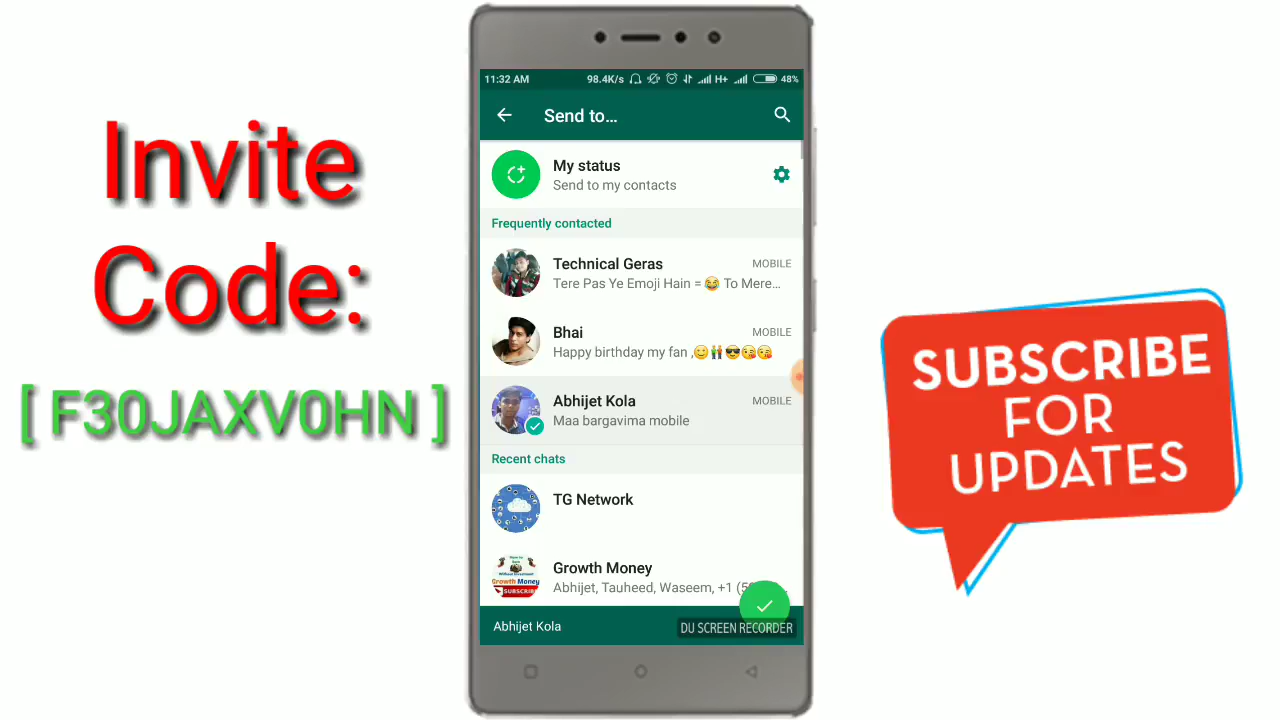 Invite
Code:
[ F30JAXV0HN ]
11:32 AM 98.4K/s H+ 48%
Send to...
My status
Send to my contacts
Frequently contacted
Technical Geras MOBILE
Tere Pas Ye Emoji Hain = 😂 To Mere...
Bhai MOBILE
Happy birthday my fan ,😊👬😎😘😘
Abhijet Kola MOBILE
Maa bargavima mobile
Recent chats
TG Network
Growth Money
Abhijet, Tauheed, Waseem, +1
Abhijet Kola
DU SCREEN RECORDER
Growth Money
SUBSCRIBE
SUBSCRIBE
FOR
UPDATES